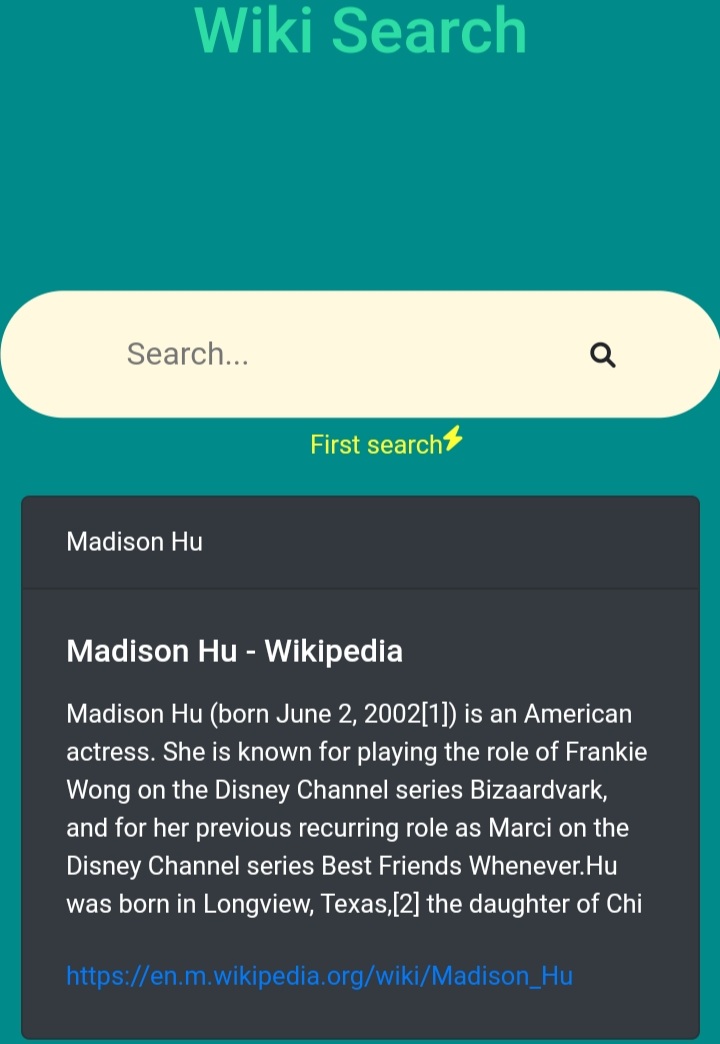 Wiki Search
Search...
First search
Madison Hu
Madison Hu - Wikipedia
Madison Hu (born June 2, 2002[1]) is an American
actress. She is known for playing the role of Frankie
Wong on the Disney Channel series Bizaardvark,
and for her previous recurring role as Marci on the
Disney Channel series Best Friends Whenever.Hu
was born in Longview, Texas,[2] the daughter of Chi
https://en.m.wikipedia.org/wiki/Madison_Hu